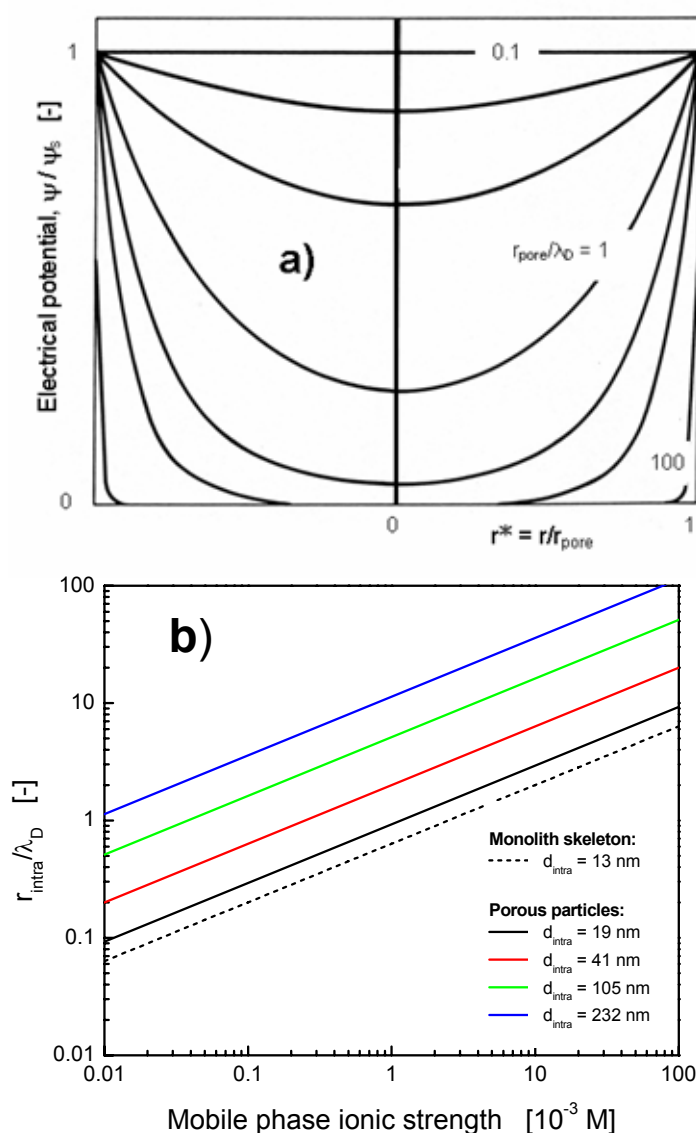 1
0.1
Electrical potential, ψ / ψs [-]
a)
rpore/λD = 1
100
0
0
1
r* = r/rpore
b)
100
10
1
0.1
0.01
rintra/λD [-]
Monolith skeleton:
dintra = 13 nm
Porous particles:
dintra = 19 nm
dintra = 41 nm
dintra = 105 nm
dintra = 232 nm
0.01 0.1 1 10 100
Mobile phase ionic strength [10⁻³ M]